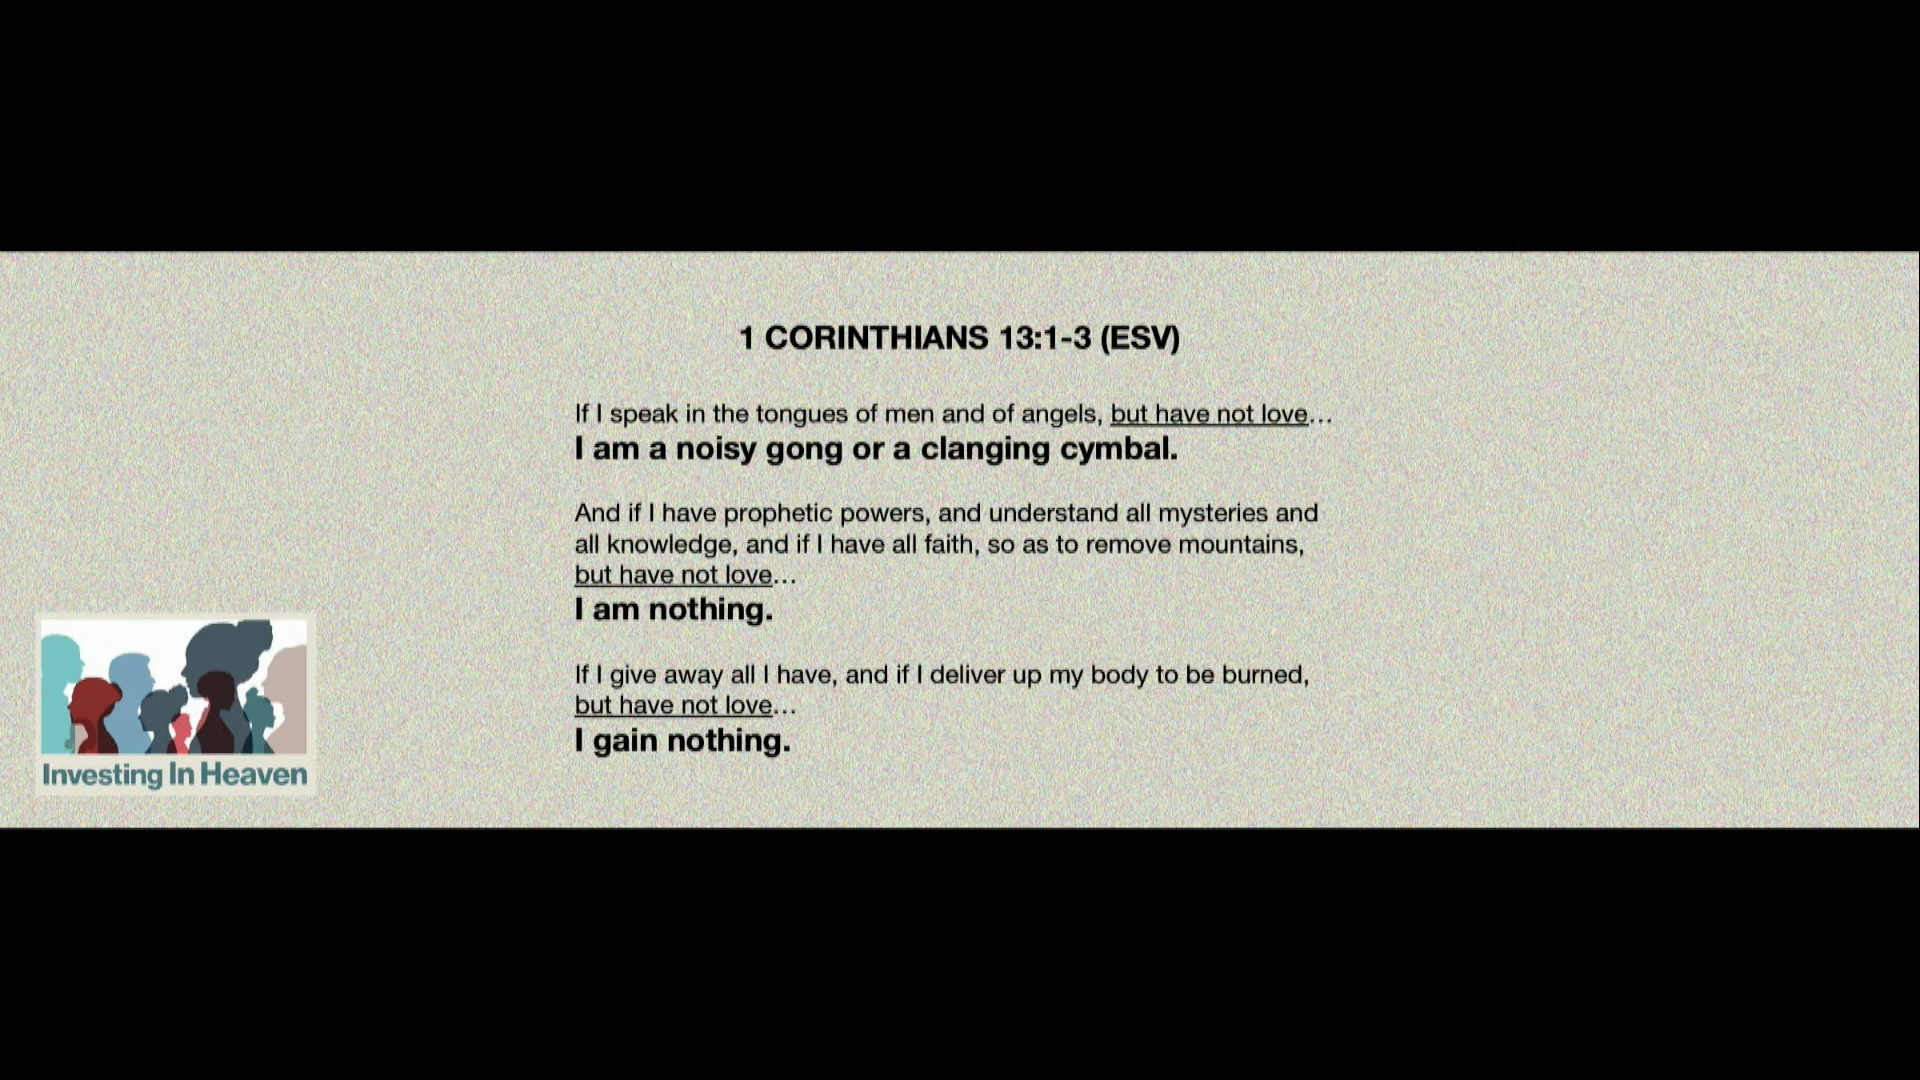 1 CORINTHIANS 13:1-3 (ESV)
If I speak in the tongues of men and of angels, but have not love…
I am a noisy gong or a clanging cymbal.
And if I have prophetic powers, and understand all mysteries and
all knowledge, and if I have all faith, so as to remove mountains,
but have not love…
I am nothing.
If I give away all I have, and if I deliver up my body to be burned,
but have not love…
I gain nothing.
Investing In Heaven